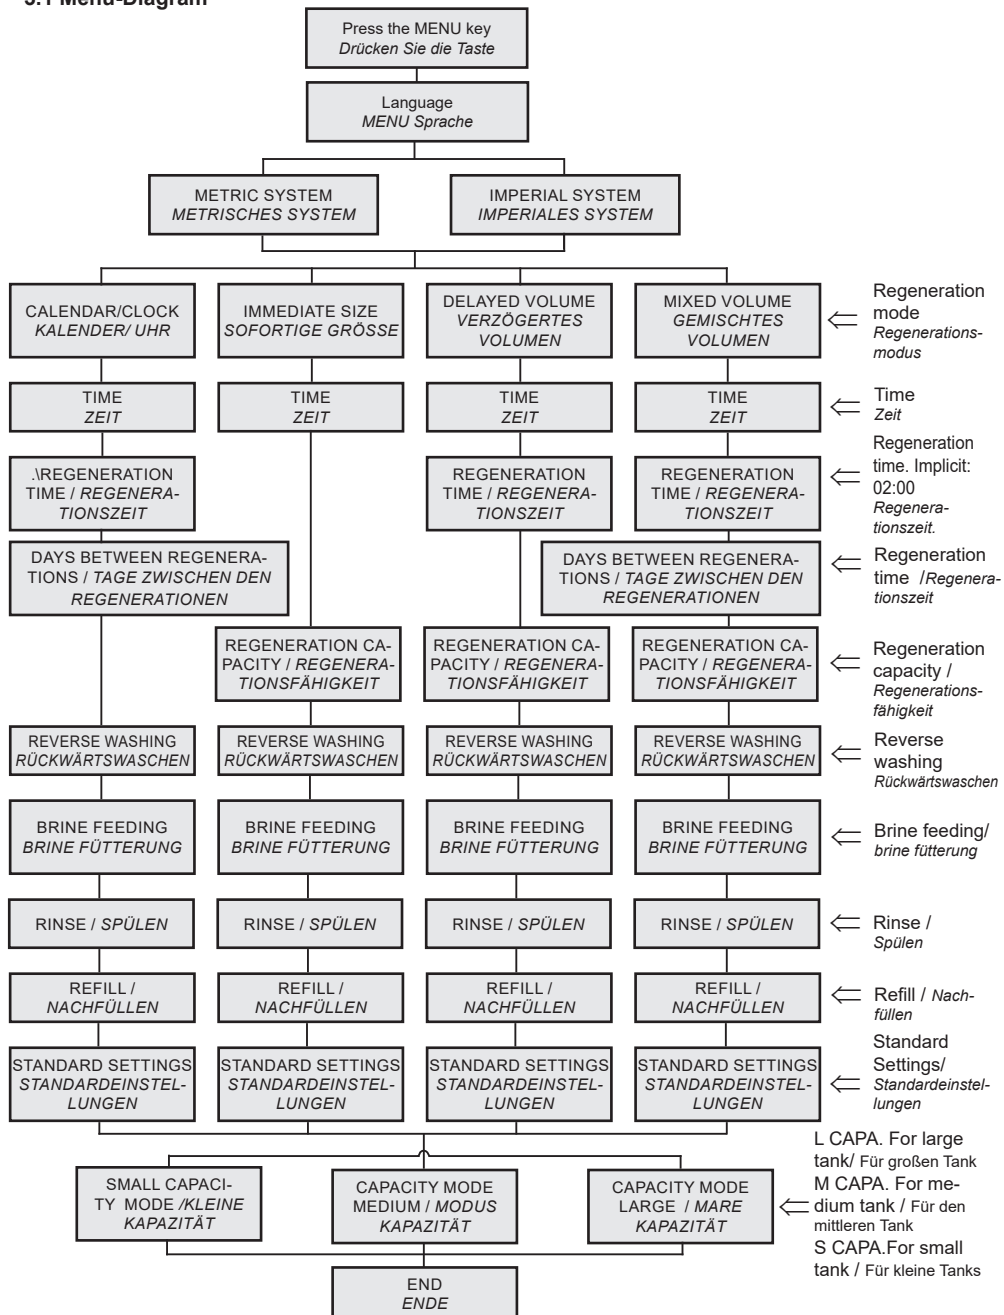 3.1 Menu-Diagram
Press the MENU key
Drücken Sie die Taste
Language
MENU Sprache
METRIC SYSTEM
METRISCHES SYSTEM
IMPERIAL SYSTEM
IMPERIALES SYSTEM
CALENDAR/CLOCK
KALENDER/ UHR
IMMEDIATE SIZE
SOFORTIGE GRÖSSE
DELAYED VOLUME
VERZÖGERTES
VOLUMEN
MIXED VOLUME
GEMISCHTES
VOLUMEN
Regeneration
mode
Regenerations-
modus
TIME
ZEIT
TIME
ZEIT
TIME
ZEIT
TIME
ZEIT
Time
Zeit
.\REGENERATION
TIME / REGENERA-
TIONSZEIT
REGENERATION
TIME / REGENERA-
TIONSZEIT
REGENERATION
TIME / REGENERA-
TIONSZEIT
Regeneration
time. Implicit:
02:00
Regenera-
tionszeit.
DAYS BETWEEN REGENERA-
TIONS / TAGE ZWISCHEN DEN
REGENERATIONEN
DAYS BETWEEN REGENERA-
TIONS / TAGE ZWISCHEN DEN
REGENERATIONEN
Regeneration
time /Regenera-
tionszeit
REGENERATION CA-
PACITY / REGENERA-
TIONSFÄHIGKEIT
REGENERATION CA-
PACITY / REGENERA-
TIONSFÄHIGKEIT
REGENERATION CA-
PACITY / REGENERA-
TIONSFÄHIGKEIT
Regeneration
capacity /
Regenerations-
fähigkeit
REVERSE WASHING
RÜCKWÄRTSWASCHEN
REVERSE WASHING
RÜCKWÄRTSWASCHEN
REVERSE WASHING
RÜCKWÄRTSWASCHEN
REVERSE WASHING
RÜCKWÄRTSWASCHEN
Reverse
washing
Rückwärtswaschen
BRINE FEEDING
BRINE FÜTTERUNG
BRINE FEEDING
BRINE FÜTTERUNG
BRINE FEEDING
BRINE FÜTTERUNG
BRINE FEEDING
BRINE FÜTTERUNG
Brine feeding/
brine fütterung
RINSE / SPÜLEN
RINSE / SPÜLEN
RINSE / SPÜLEN
RINSE / SPÜLEN
Rinse /
Spülen
REFILL /
NACHFÜLLEN
REFILL /
NACHFÜLLEN
REFILL /
NACHFÜLLEN
REFILL /
NACHFÜLLEN
Refill / Nach-
füllen
STANDARD SETTINGS
STANDARDEINSTEL-
LUNGEN
STANDARD SETTINGS
STANDARDEINSTEL-
LUNGEN
STANDARD SETTINGS
STANDARDEINSTEL-
LUNGEN
STANDARD SETTINGS
STANDARDEINSTEL-
LUNGEN
Standard
Settings/
Standardeinstel-
lungen
SMALL CAPACI-
TY MODE /KLEINE
KAPAZITÄT
CAPACITY MODE
MEDIUM / MODUS
KAPAZITÄT
CAPACITY MODE
LARGE / MARE
KAPAZITÄT
L CAPA. For large
tank/ Für großen Tank
M CAPA. For me-
dium tank / Für den
mittleren Tank
S CAPA.For small
tank / Für kleine Tanks
END
ENDE